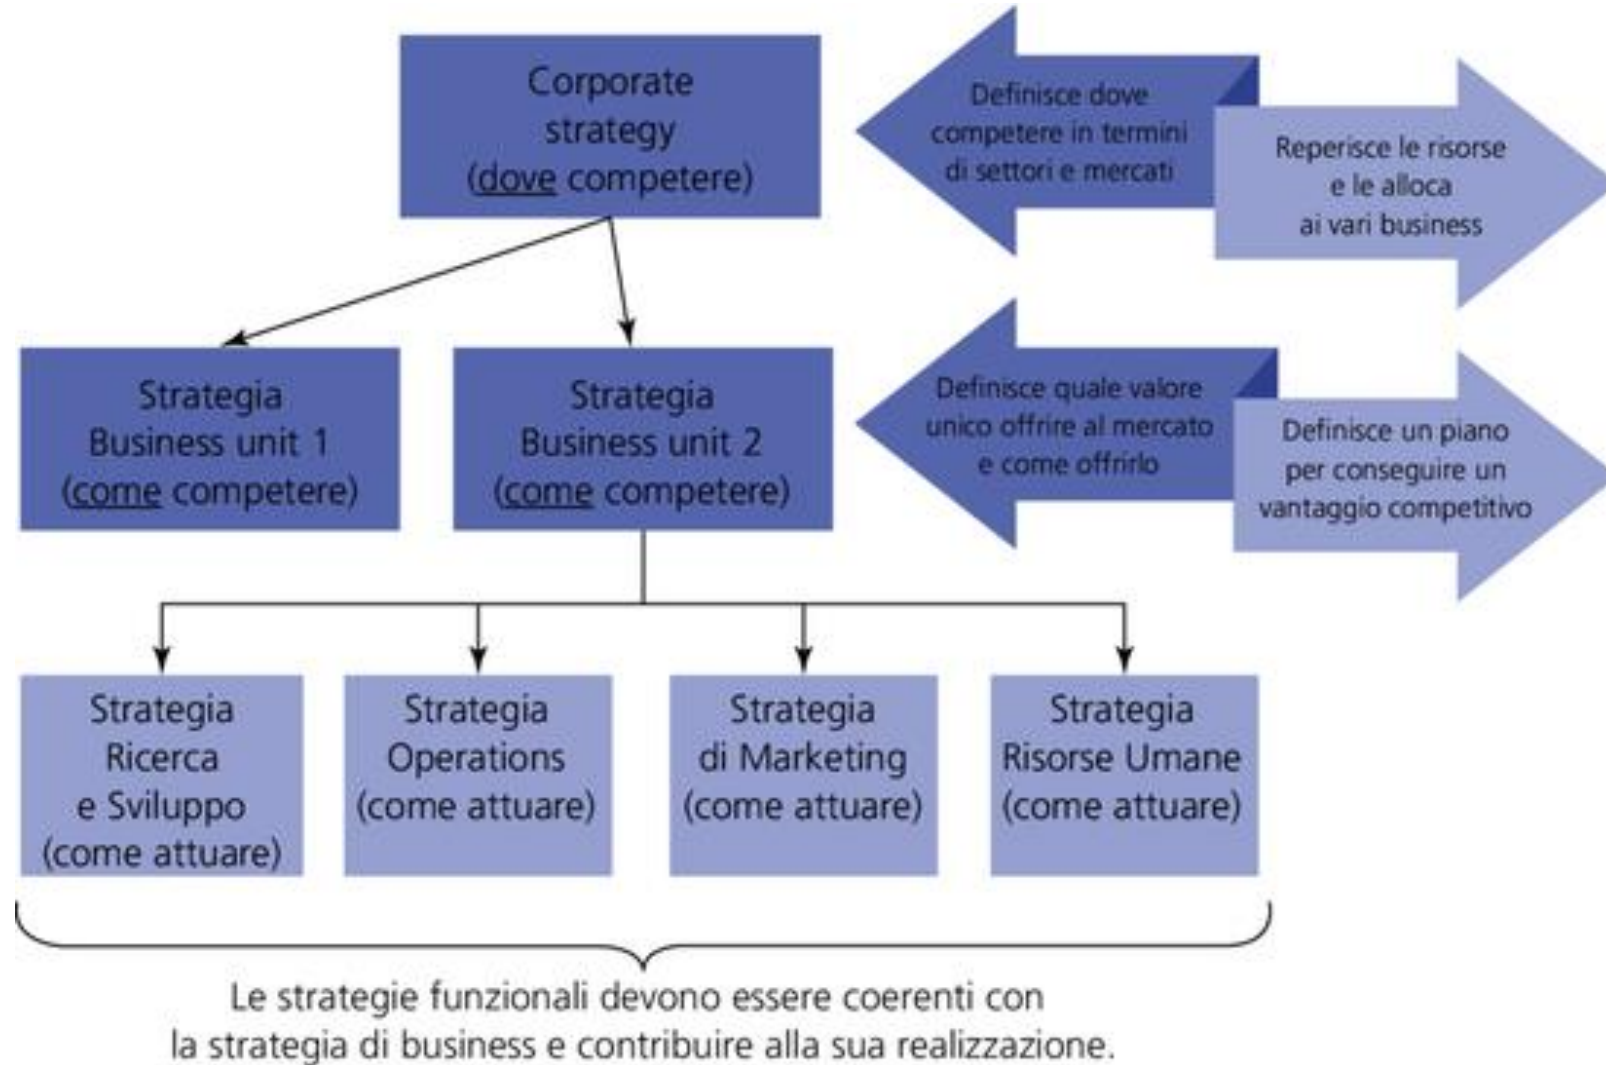 Corporate
strategy
(dove competere)
Definisce dove
competere in termini
di settori e mercati
Reperisce le risorse
e le alloca
ai vari business
Strategia
Business unit 1
(come competere)
Strategia
Business unit 2
(come competere)
Definisce quale valore
unico offrire al mercato
e come offrirlo
Definisce un piano
per conseguire un
vantaggio competitivo
Strategia
Ricerca
e Sviluppo
(come attuare)
Strategia
Operations
(come attuare)
Strategia
di Marketing
(come attuare)
Strategia
Risorse Umane
(come attuare)
Le strategie funzionali devono essere coerenti con
la strategia di business e contribuire alla sua realizzazione.